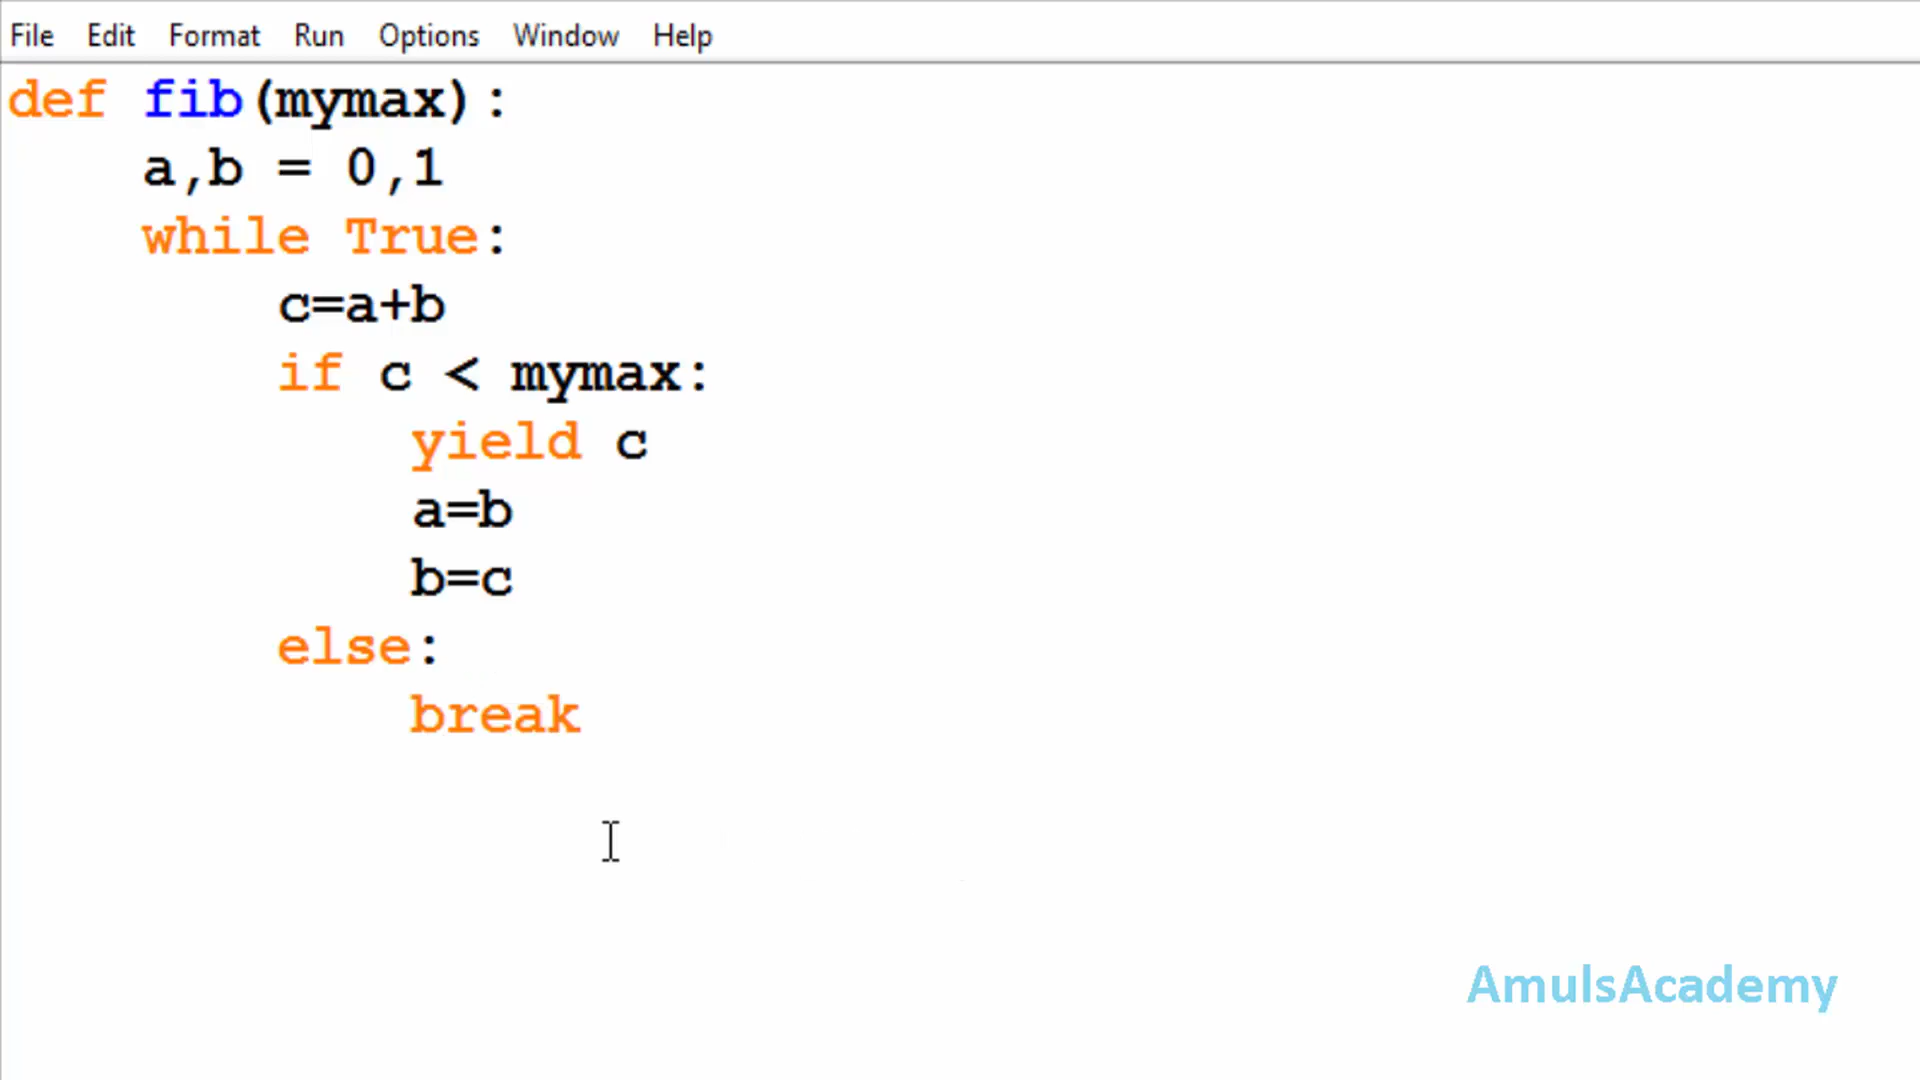 File Edit Format Run Options Window Help
def fib(mymax):
    a,b = 0,1
    while True:
        c=a+b
        if c < mymax:
            yield c
            a=b
            b=c
        else:
            break
AmulsAcademy